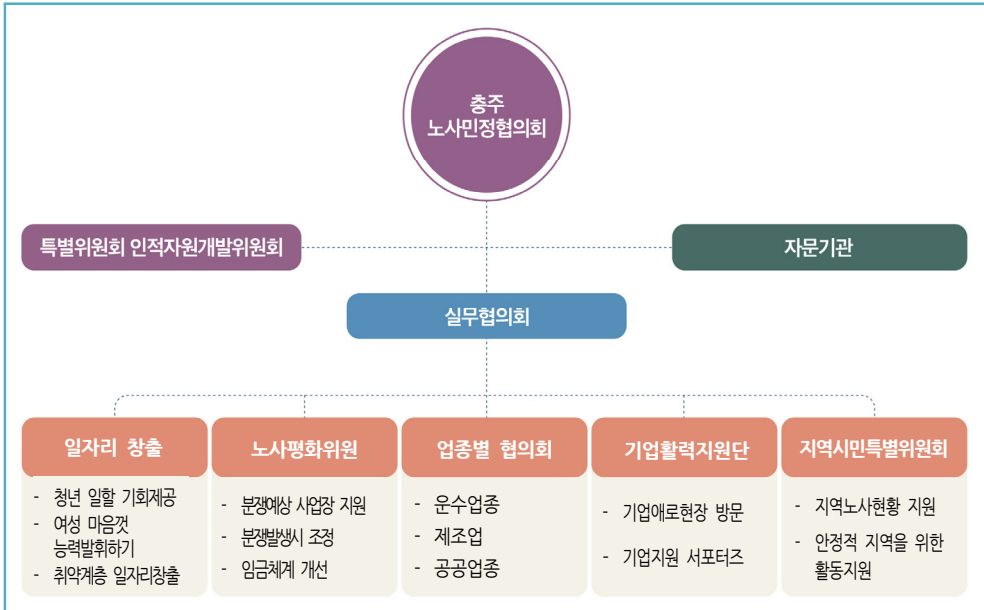 충주
노사민정협의회
특별위원회 인적자원개발위원회
자문기관
실무협의회
일자리 창출
- 청년 일할 기회제공
- 여성 마음껏
능력발휘하기
- 취약계층 일자리창출
노사평화위원
- 분쟁예상 사업장 지원
- 분쟁발생시 조정
- 임금체계 개선
업종별 협의회
- 운수업종
- 제조업
- 공공업종
기업활력지원단
- 기업애로현장 방문
- 기업지원 서포터즈
지역시민특별위원회
- 지역노사현황 지원
- 안정적 지역을 위한
활동지원